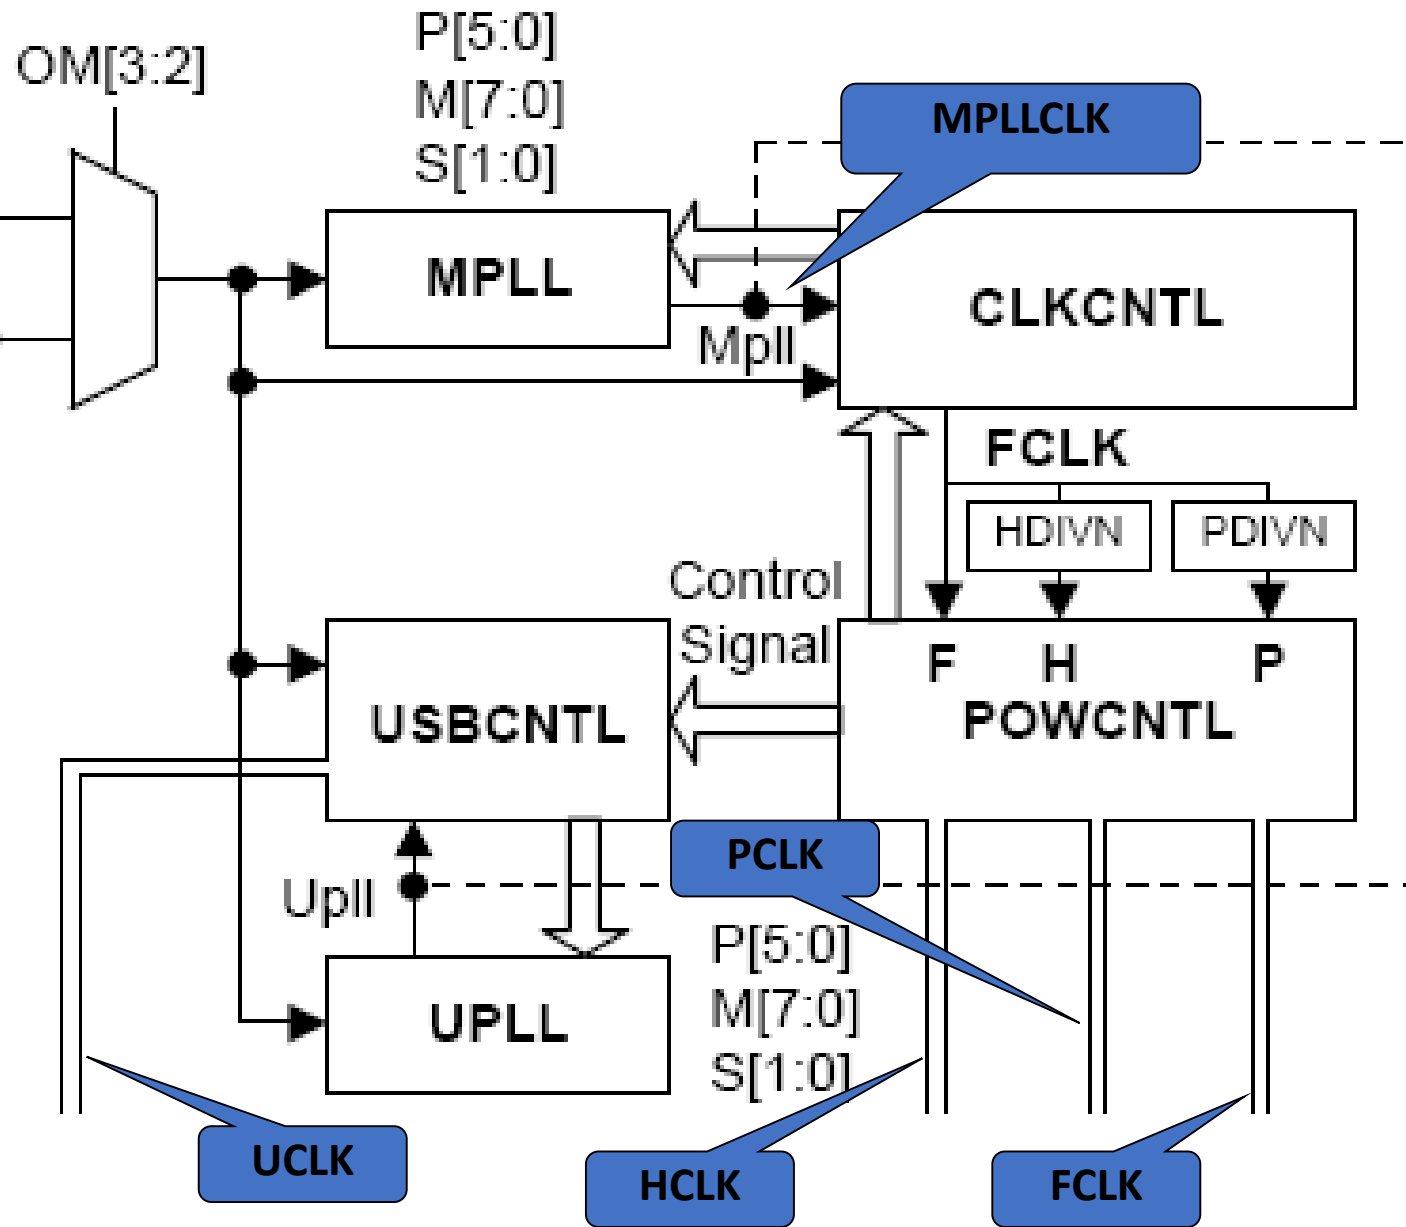 OM[3:2]
P[5:0]
M[7:0]
S[1:0]
MPLLCLK
MPLL
CLKCNTL
Mpll
FCLK
HDIVN
PDIVN
Control
Signal
F H P
USBCNTL
POWCNTL
PCLK
Upll
P[5:0]
M[7:0]
S[1:0]
UPLL
UCLK
HCLK
FCLK